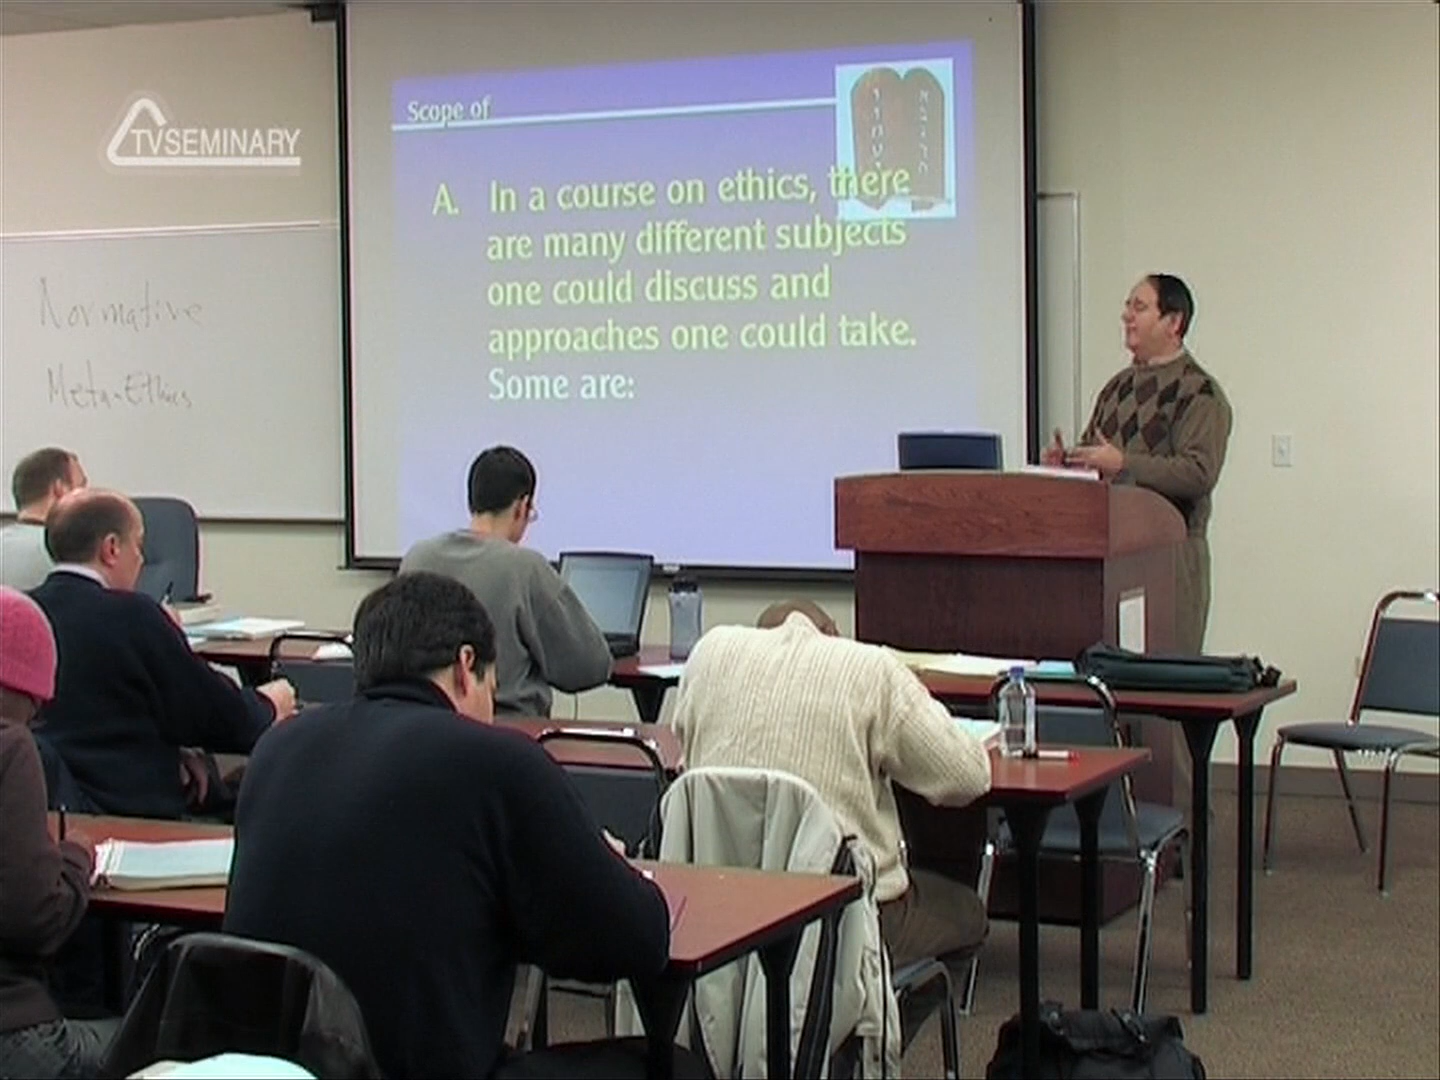 TVSEMINARY
Scope of
A. In a course on ethics, there
are many different subjects
one could discuss and
approaches one could take.
Some are:
Normative
Meta-Ethics